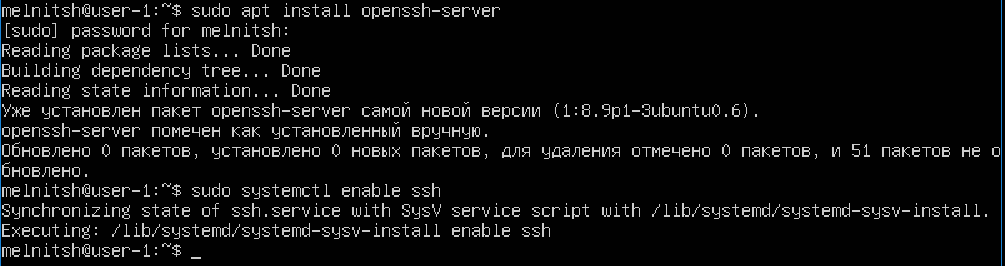 melnitsh@user-1:~$ sudo apt install openssh-server
[sudo] password for melnitsh:
Reading package lists... Done
Building dependency tree... Done
Reading state information... Done
Уже установлен пакет openssh-server самой новой версии (1:8.9p1-3ubuntu0.6).
openssh-server помечен как установленный вручную.
Обновлено 0 пакетов, установлено 0 новых пакетов, для удаления отмечено 0 пакетов, и 51 пакетов не о
бновлено.
melnitsh@user-1:~$ sudo systemctl enable ssh
Synchronizing state of ssh.service with SysV service script with /lib/systemd/systemd-sysv-install.
Executing: /lib/systemd/systemd-sysv-install enable ssh
melnitsh@user-1:~$ _